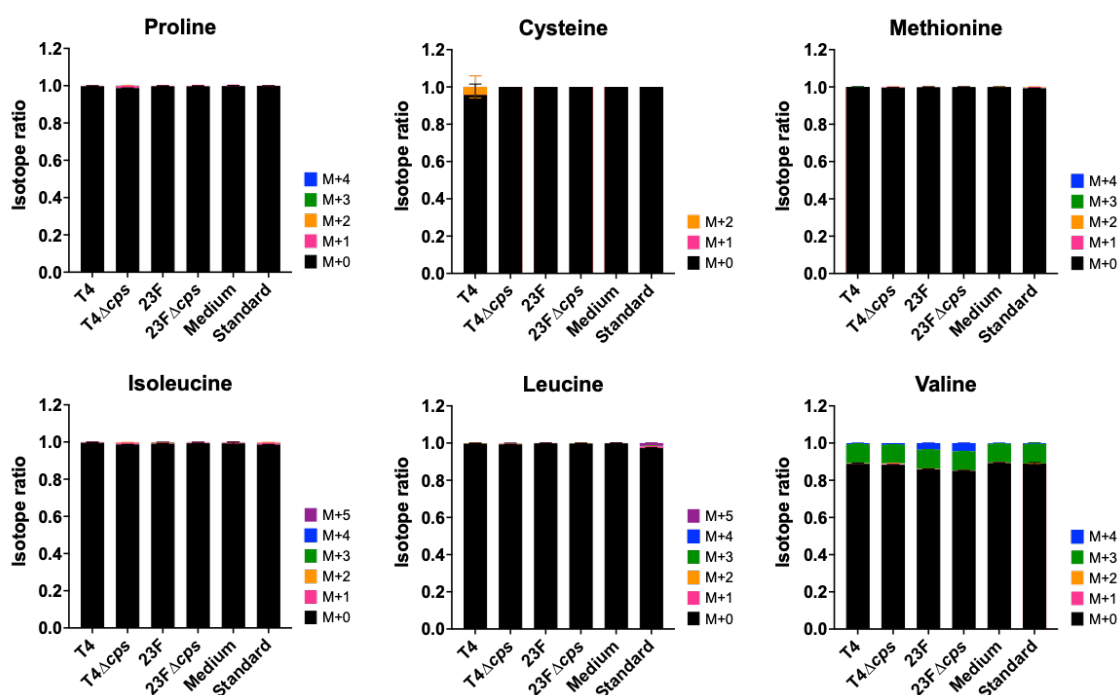 Proline
Isotope ratio
1.2
1.0
0.8
0.6
0.4
0.2
0.0
T4
T4Δcps
23F
23FΔcps
Medium
Standard
M+4
M+3
M+2
M+1
M+0
Cysteine
Isotope ratio
1.2
1.0
0.8
0.6
0.4
0.2
0.0
T4
T4Δcps
23F
23FΔcps
Medium
Standard
M+2
M+1
M+0
Methionine
Isotope ratio
1.2
1.0
0.8
0.6
0.4
0.2
0.0
T4
T4Δcps
23F
23FΔcps
Medium
Standard
M+4
M+3
M+2
M+1
M+0
Isoleucine
Isotope ratio
1.2
1.0
0.8
0.6
0.4
0.2
0.0
T4
T4Δcps
23F
23FΔcps
Medium
Standard
M+5
M+4
M+3
M+2
M+1
M+0
Leucine
Isotope ratio
1.2
1.0
0.8
0.6
0.4
0.2
0.0
T4
T4Δcps
23F
23FΔcps
Medium
Standard
M+5
M+4
M+3
M+2
M+1
M+0
Valine
Isotope ratio
1.2
1.0
0.8
0.6
0.4
0.2
0.0
T4
T4Δcps
23F
23FΔcps
Medium
Standard
M+4
M+3
M+2
M+1
M+0